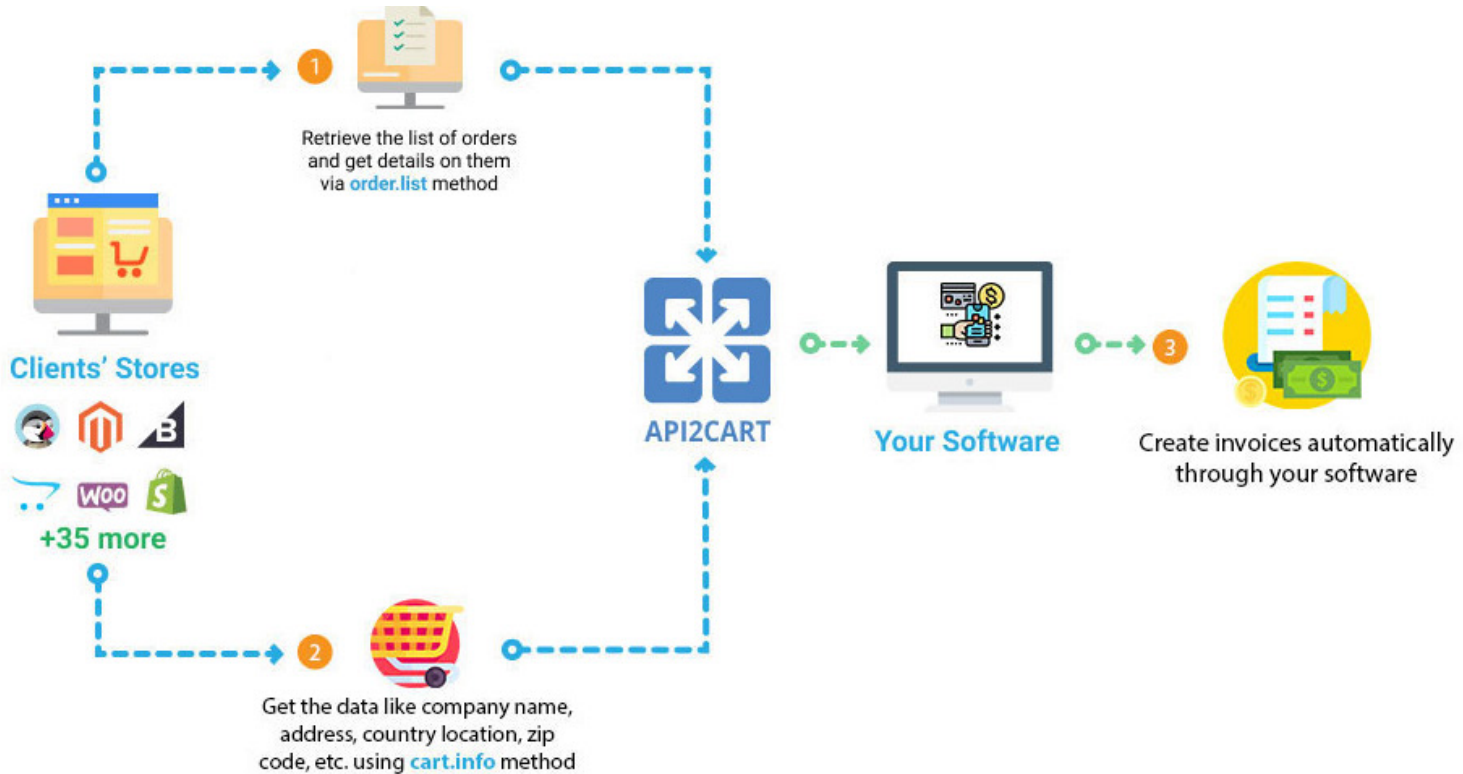 1
Retrieve the list of orders
and get details on them
via order.list method
Clients’ Stores
B
WOO
S
+35 more
2
Get the data like company name,
address, country location, zip
code, etc. using cart.info method
API2CART
$
Your Software
3
$
$
Create invoices automatically
through your software